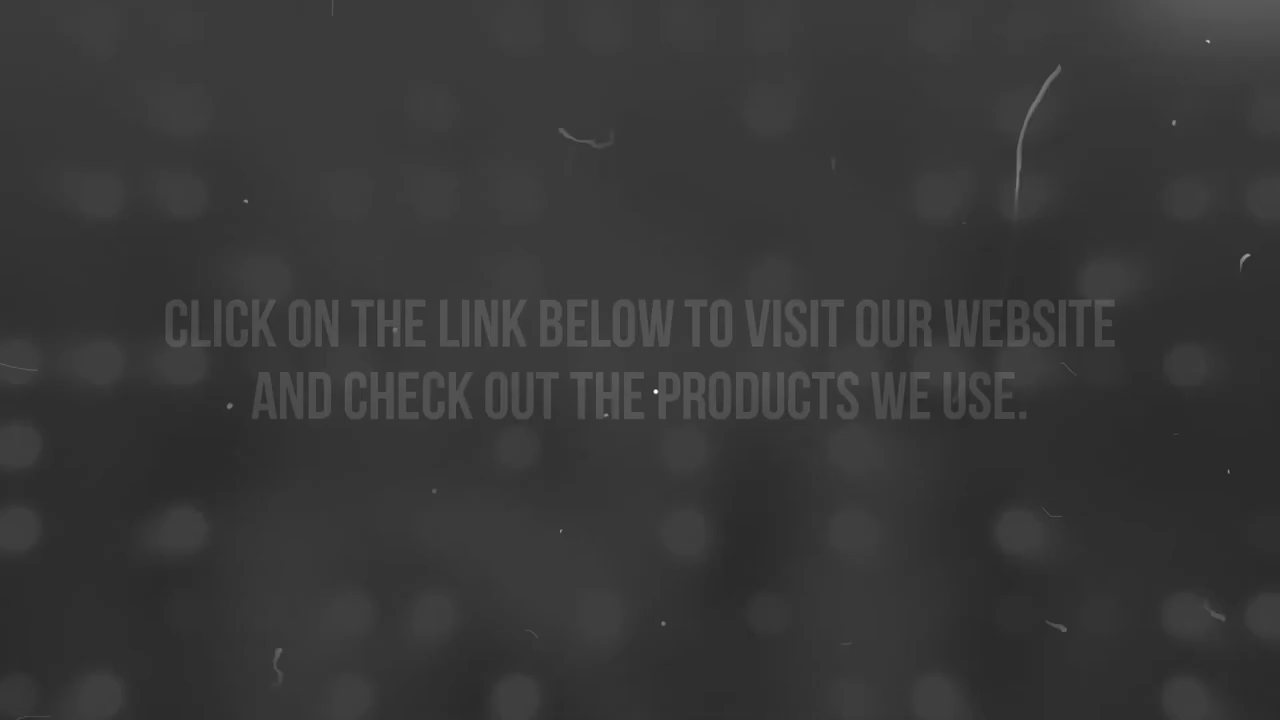 CLICK ON THE LINK BELOW TO VISIT OUR WEBSITE
AND CHECK OUT THE PRODUCTS WE USE.